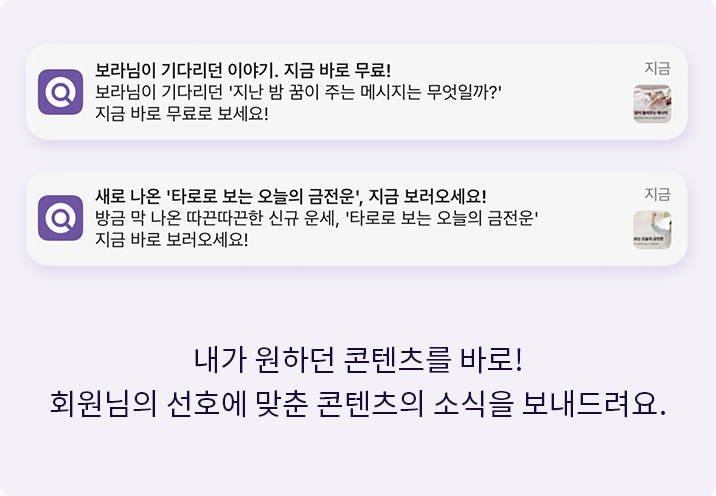 보라님이 기다리던 이야기. 지금 바로 무료!
지금
보라님이 기다리던 '지난 밤 꿈이 주는 메시지는 무엇일까?'
지금 바로 무료로 보세요!
새로 나온 '타로로 보는 오늘의 금전운', 지금 보러오세요!
지금
방금 막 나온 따끈따끈한 신규 운세, '타로로 보는 오늘의 금전운'
지금 바로 보러오세요!
내가 원하던 콘텐츠를 바로!
회원님의 선호에 맞춘 콘텐츠의 소식을 보내드려요.